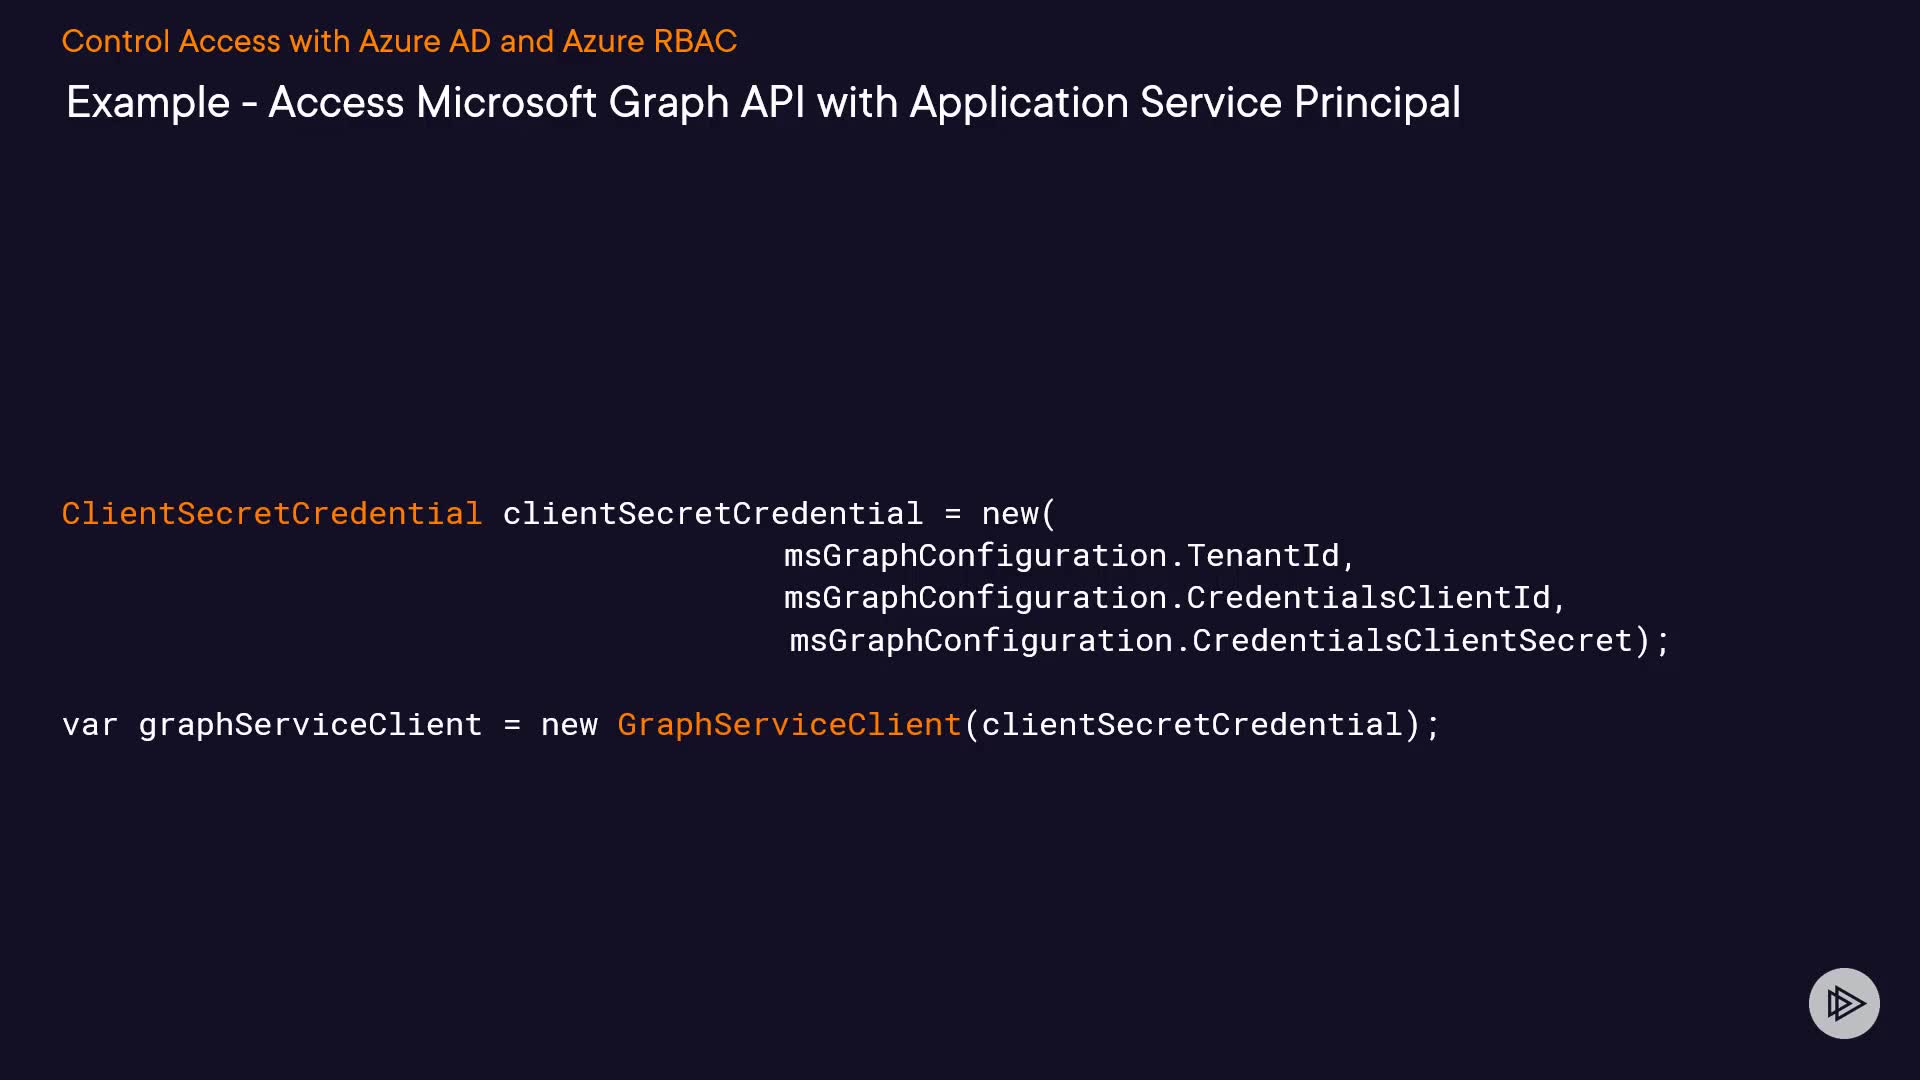 Control Access with Azure AD and Azure RBAC
Example - Access Microsoft Graph API with Application Service Principal
ClientSecretCredential clientSecretCredential = new(
msGraphConfiguration.TenantId,
msGraphConfiguration.CredentialsClientId,
msGraphConfiguration.CredentialsClientSecret);
var graphServiceClient = new GraphServiceClient(clientSecretCredential);